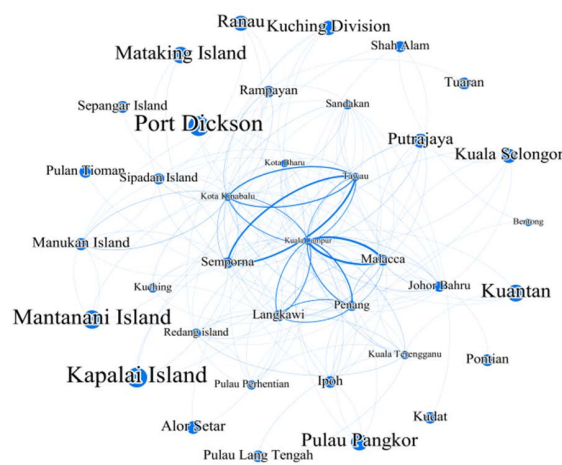 Ranau
Kuching Division
Shah Alam
Mataking Island
Tuaran
Rampayan
Sepangar Island
Sandakan
Port Dickson
Putrajaya
Kuala Selongor
Kota Bharu
Pulan Tioman
Sipadan Island
Tawau
Kota Kinabalu
Bentong
Manukan Island
Kuala Lumpur
Semporna
Malacca
Kuching
Johor Bahru
Kuantan
Penang
Langkawi
Mantanani Island
Redang island
Kuala Terengganu
Pontian
Kapalai Island
Pulau Perhentian
Ipoh
Kudat
Alor Setar
Pulau Pangkor
Pulau Lang Tengah